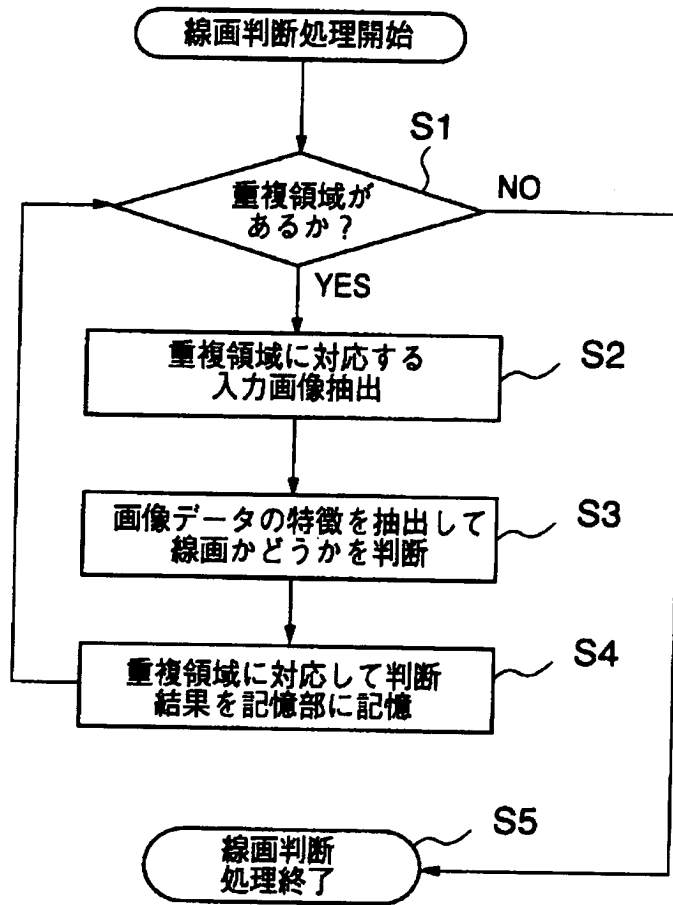 線画判断処理開始
S1
重複領域が
あるか？
NO
YES
重複領域に対応する
入力画像抽出
S2
画像データの特徴を抽出して
線画かどうかを判断
S3
重複領域に対応して判断
結果を記憶部に記憶
S4
線画判断
処理終了
S5